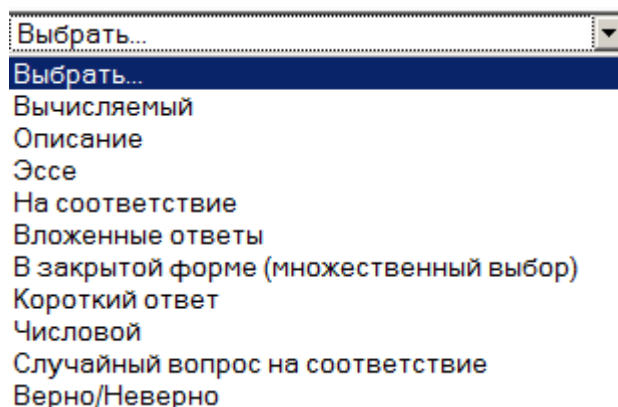 Выбрать...
Выбрать...
Вычисляемый
Описание
Эссе
На соответствие
Вложенные ответы
В закрытой форме (множественный выбор)
Короткий ответ
Числовой
Случайный вопрос на соответствие
Верно/Неверно